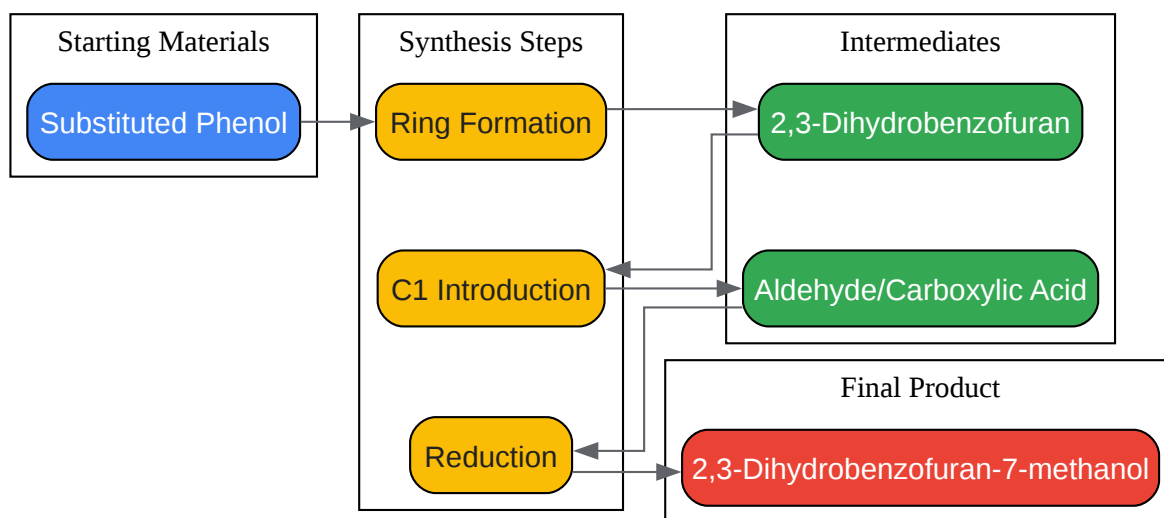 Starting Materials
Synthesis Steps
Intermediates
Substituted Phenol
Ring Formation
2,3-Dihydrobenzofuran
C1 Introduction
Aldehyde/Carboxylic Acid
Final Product
Reduction
2,3-Dihydrobenzofuran-7-methanol